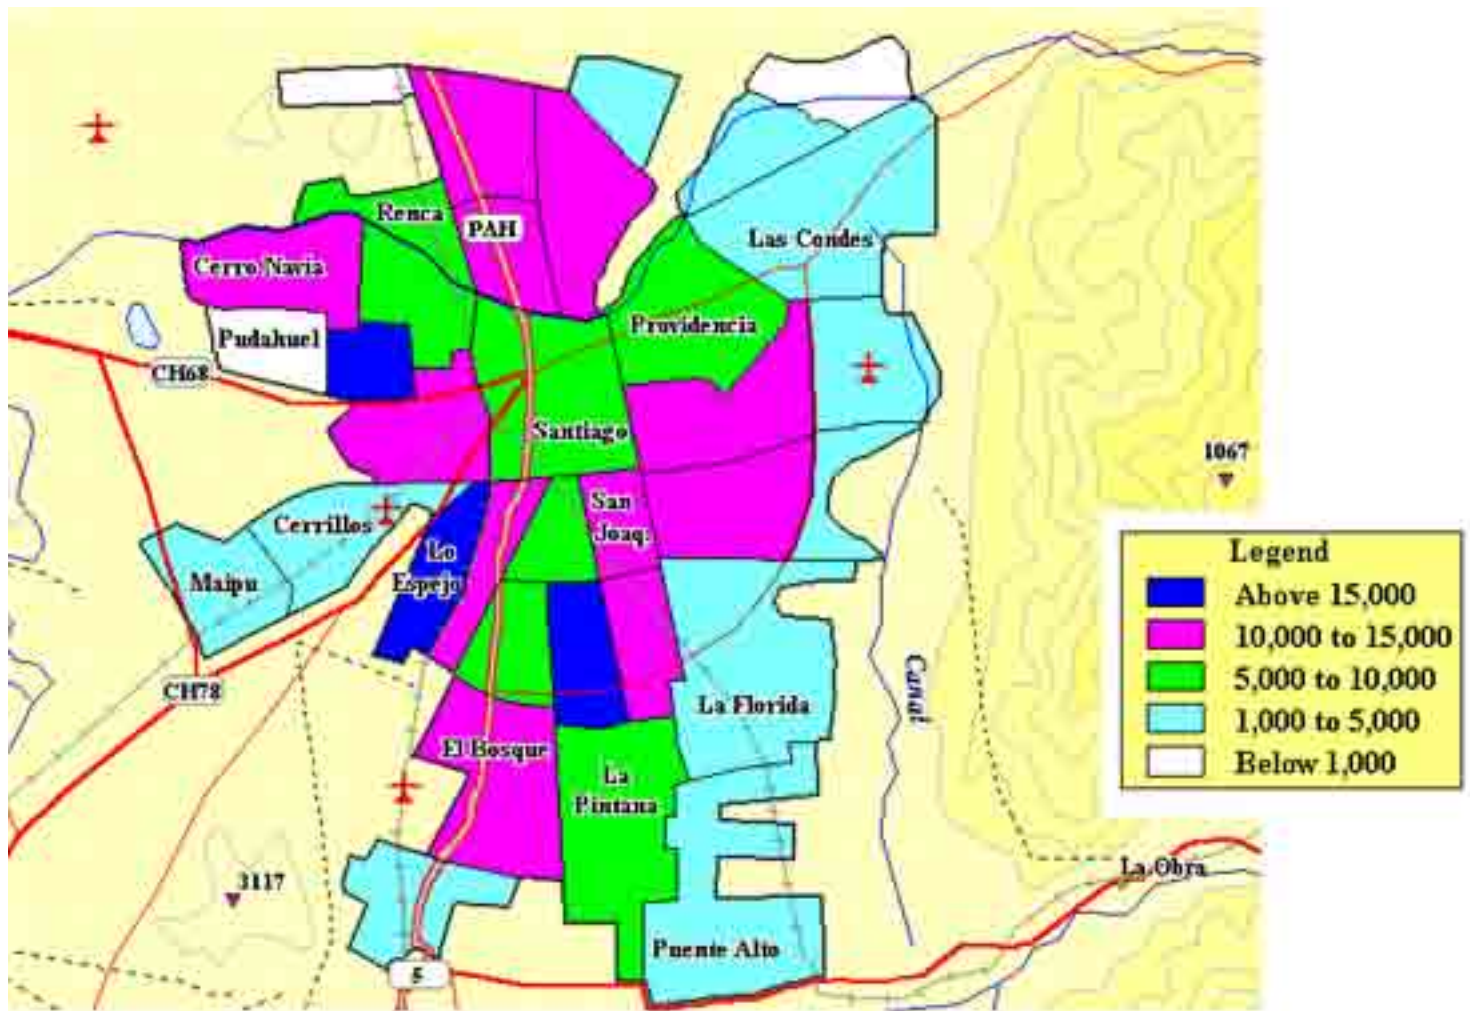 Renca
PAH
Las Condes
Cerro Navia
Providencia
Pudahuel
CH68
Santiago
1067
San
Joaq.
Cerrillos
Lo
Espejo
Maipu
Legend
Above 15,000
10,000 to 15,000
5,000 to 10,000
1,000 to 5,000
Below 1,000
CH78
Canal
La Florida
El Bosque
La
Pintana
3117
La Obra
Puente Alto
5